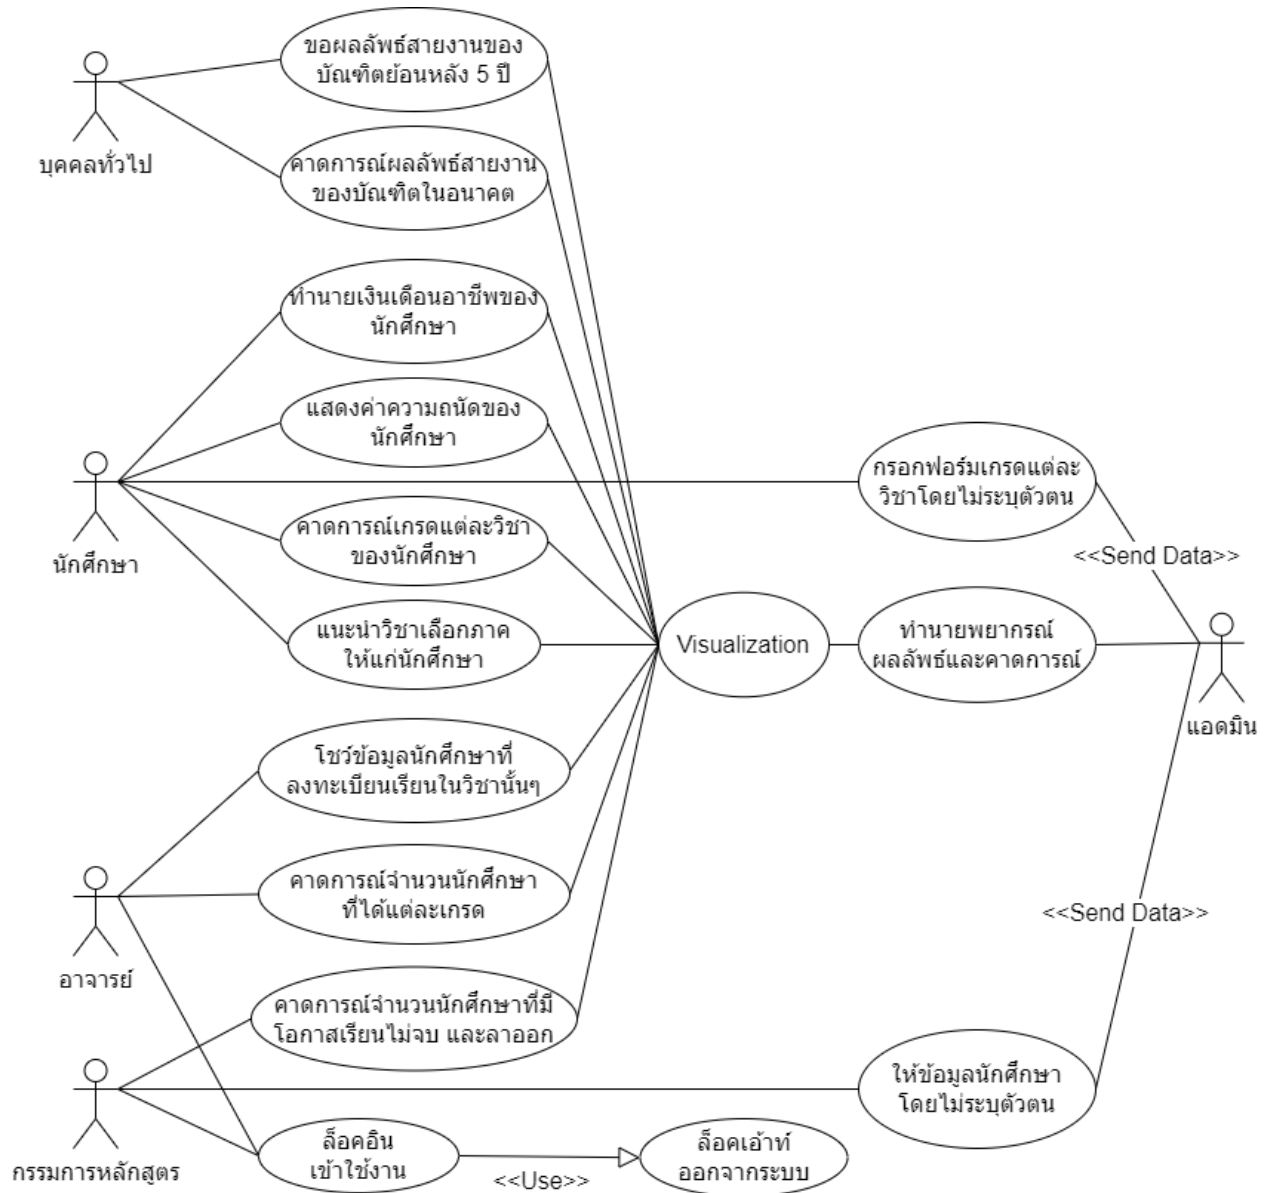 ขอผลลัพธ์สายงานของ
บัณฑิตย้อนหลัง 5 ปี
บุคคลทั่วไป
คาดการณ์ผลลัพธ์สายงาน
ของบัณฑิตในอนาคต
ทำนายเงินเดือนอาชีพของ
นักศึกษา
แสดงค่าความถนัดของ
นักศึกษา
กรอกฟอร์มเกรดแต่ละ
วิชาโดยไม่ระบุตัวตน
นักศึกษา
คาดการณ์เกรดแต่ละวิชา
ของนักศึกษา
<<Send Data>>
แนะนำวิชาเลือกภาค
ให้แก่นักศึกษา
Visualization
ทำนายพยากรณ์
ผลลัพธ์และคาดการณ์
แอดมิน
โชว์ข้อมูลนักศึกษาที่
ลงทะเบียนเรียนในวิชานั้นๆ
คาดการณ์จำนวนนักศึกษา
ที่ได้แต่ละเกรด
<<Send Data>>
อาจารย์
คาดการณ์จำนวนนักศึกษาที่มี
โอกาสเรียนไม่จบ และลาออก
ให้ข้อมูลนักศึกษา
โดยไม่ระบุตัวตน
กรรมการหลักสูตร
ล็อคอิน
เข้าใช้งาน
<<Use>>
ล็อคเอ้าท์
ออกจากระบบ